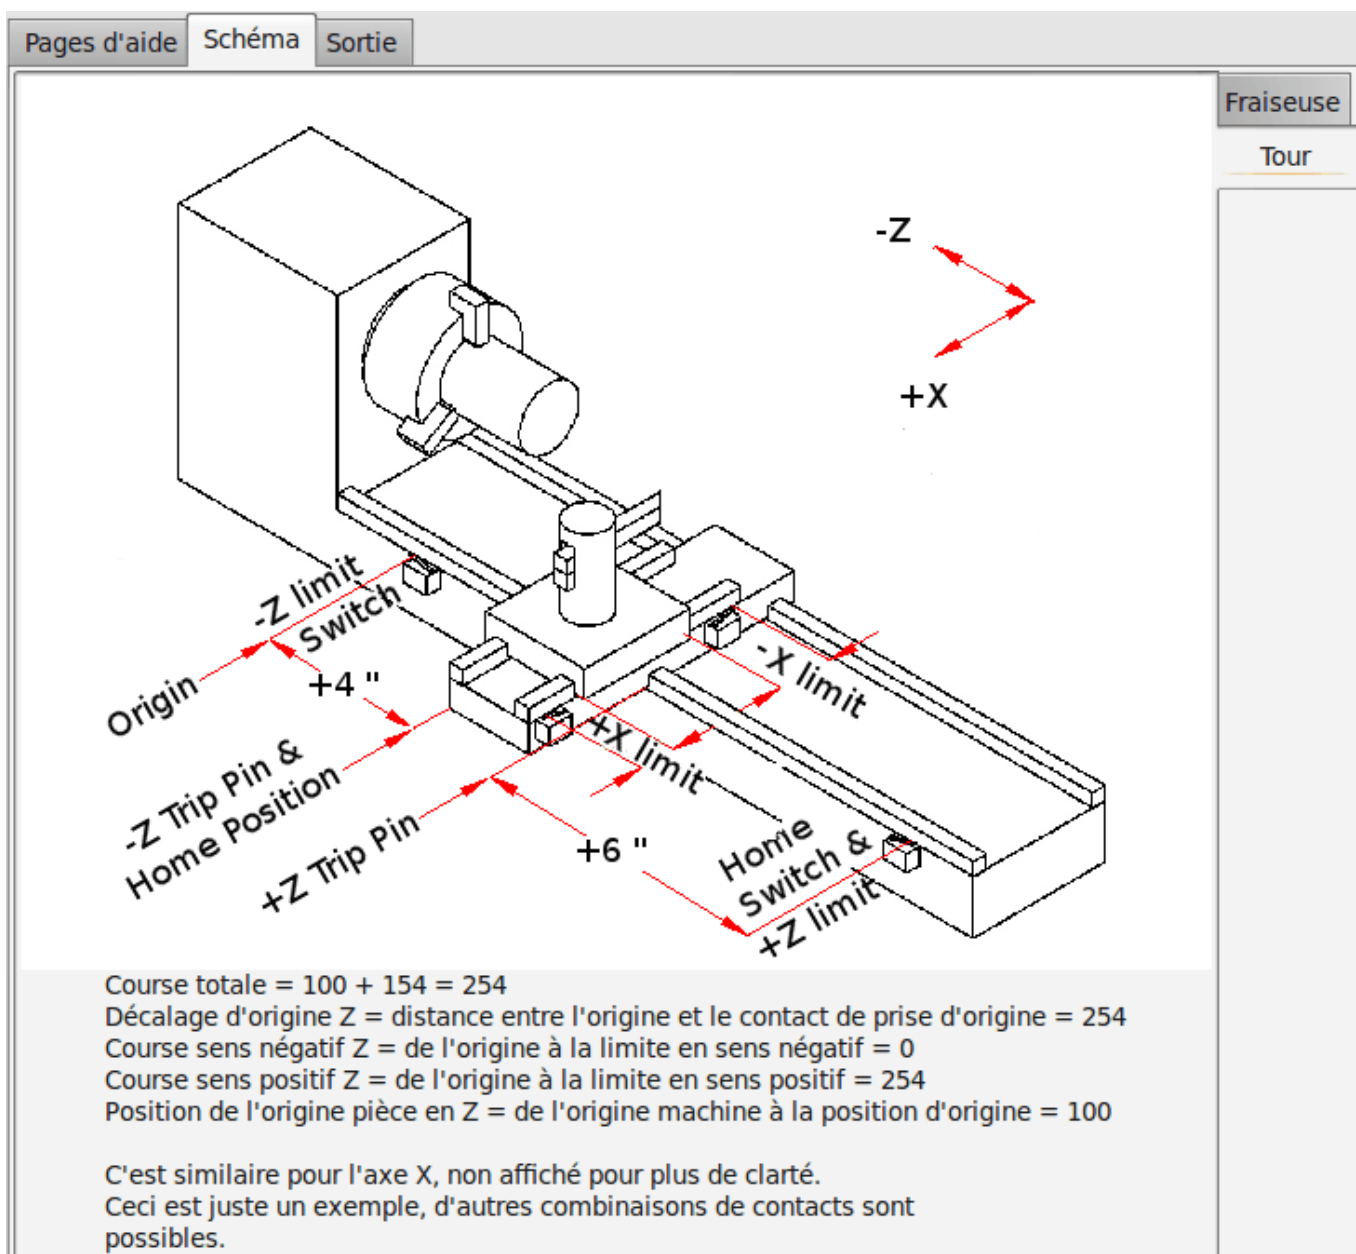 Pages d'aide
Schéma
Sortie
Fraiseuse
Tour
-Z
+X
-Z limit
Switch
Origin
+4 "
-X limit
+X limit
-Z Trip Pin &
Home Position
+Z Trip Pin
+6 "
Home
Switch &
+Z limit
Course totale = 100 + 154 = 254
Décalage d'origine Z = distance entre l'origine et le contact de prise d'origine = 254
Course sens négatif Z = de l'origine à la limite en sens négatif = 0
Course sens positif Z = de l'origine à la limite en sens positif = 254
Position de l'origine pièce en Z = de l'origine machine à la position d'origine = 100
C'est similaire pour l'axe X, non affiché pour plus de clarté.
Ceci est juste un exemple, d'autres combinaisons de contacts sont
possibles.